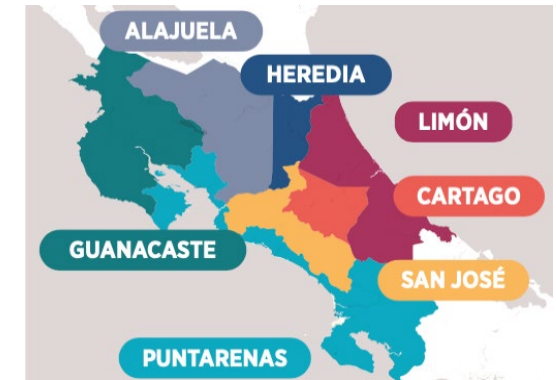 ALAJUELA
HEREDIA
LIMÓN
CARTAGO
GUANACASTE
SAN JOSÉ
PUNTARENAS